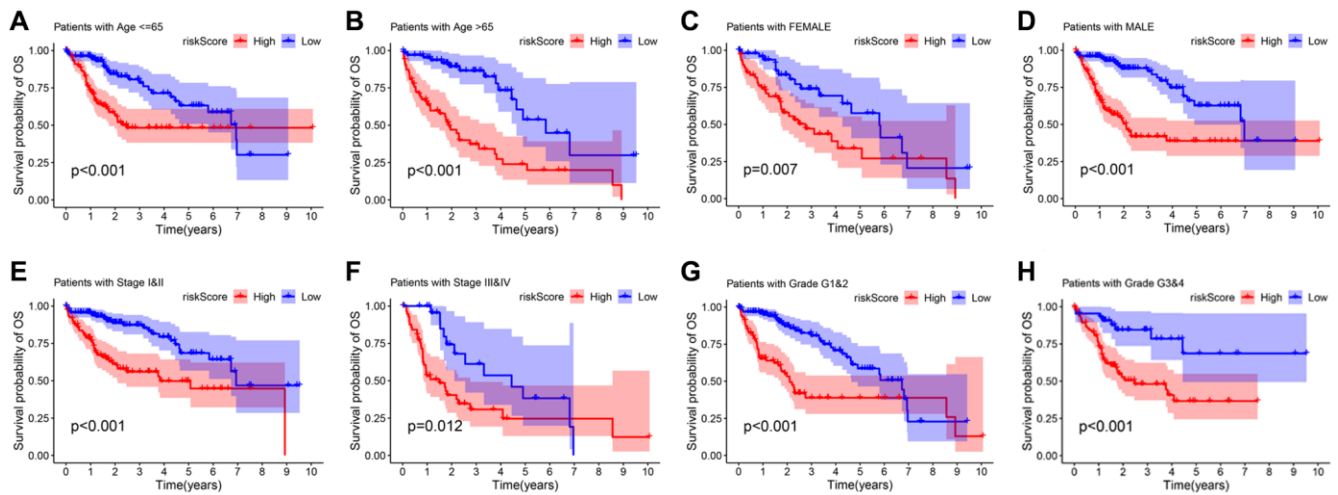 A
Patients with Age <=65
riskScore High Low
Survival probability of OS
1.00
0.75
0.50
0.25
0.00
p<0.001
0 1 2 3 4 5 6 7 8 9 10
Time(years)
B
Patients with Age >65
riskScore High Low
Survival probability of OS
1.00
0.75
0.50
0.25
0.00
p<0.001
0 1 2 3 4 5 6 7 8 9 10
Time(years)
C
Patients with FEMALE
riskScore High Low
Survival probability of OS
1.00
0.75
0.50
0.25
0.00
p=0.007
0 1 2 3 4 5 6 7 8 9 10
Time(years)
D
Patients with MALE
riskScore High Low
Survival probability of OS
1.00
0.75
0.50
0.25
0.00
p<0.001
0 1 2 3 4 5 6 7 8 9 10
Time(years)
E
Patients with Stage I&II
riskScore High Low
Survival probability of OS
1.00
0.75
0.50
0.25
0.00
p<0.001
0 1 2 3 4 5 6 7 8 9 10
Time(years)
F
Patients with Stage III&IV
riskScore High Low
Survival probability of OS
1.00
0.75
0.50
0.25
0.00
p=0.012
0 1 2 3 4 5 6 7 8 9 10
Time(years)
G
Patients with Grade G1&2
riskScore High Low
Survival probability of OS
1.00
0.75
0.50
0.25
0.00
p<0.001
0 1 2 3 4 5 6 7 8 9 10
Time(years)
H
Patients with Grade G3&4
riskScore High Low
Survival probability of OS
1.00
0.75
0.50
0.25
0.00
p<0.001
0 1 2 3 4 5 6 7 8 9 10
Time(years)